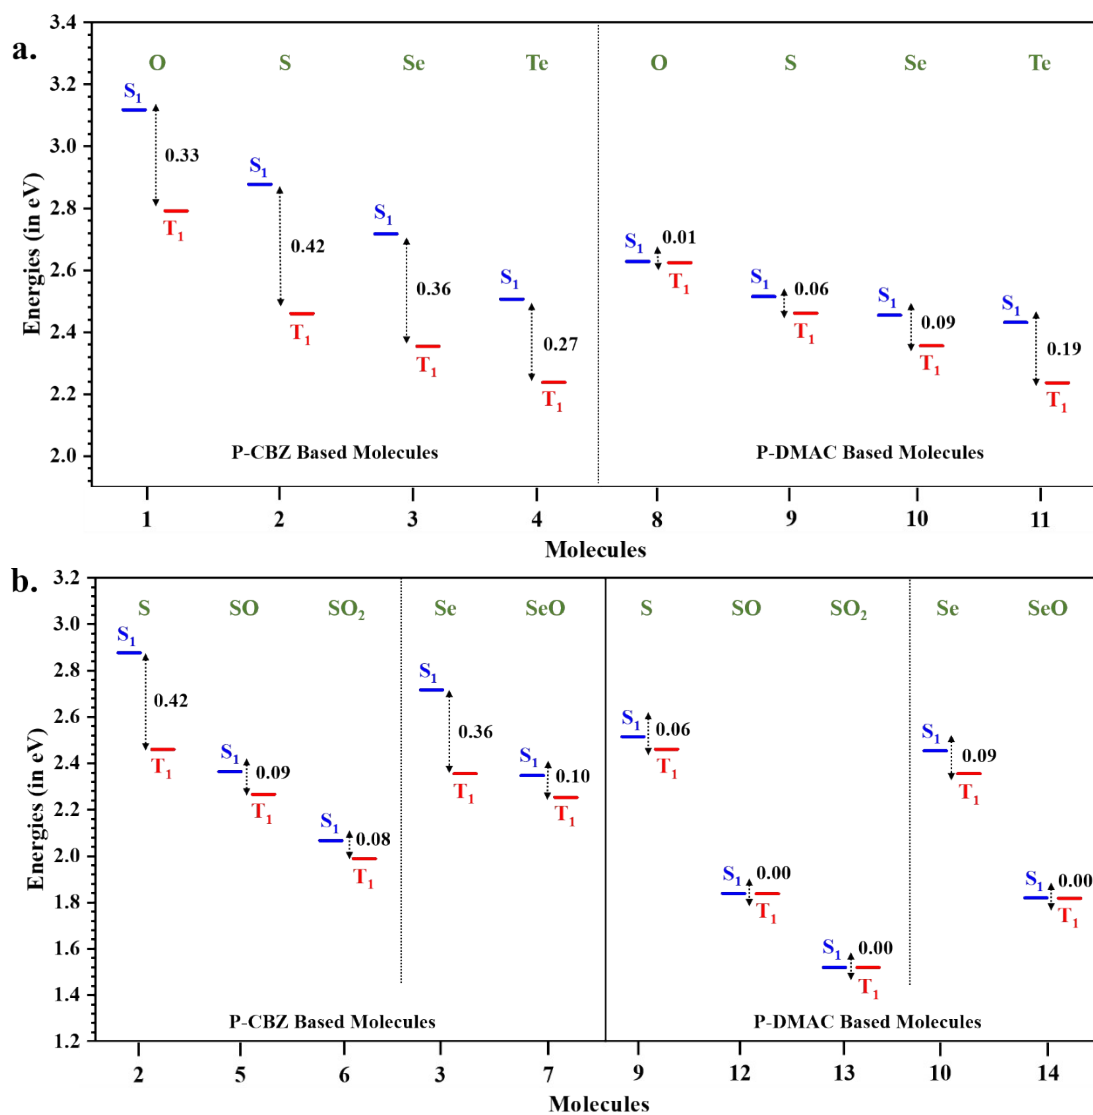 a.
Energies (in eV)
3.4
3.2
3.0
2.8
2.6
2.4
2.2
2.0
O S Se Te O S Se Te
S1 0.33 T1
S1 0.42 T1
S1 0.36 T1
S1 0.27 T1
S1 0.01 T1
S1 0.06 T1
S1 0.09 T1
S1 0.19 T1
P-CBZ Based Molecules P-DMAC Based Molecules
1 2 3 4 8 9 10 11
Molecules
b.
Energies (in eV)
3.2
3.0
2.8
2.6
2.4
2.2
2.0
1.8
1.6
1.4
1.2
S SO SO2 Se SeO S SO SO2 Se SeO
S1 0.42 T1
S1 0.09 T1
S1 0.08 T1
S1 0.36 T1
S1 0.10 T1
S1 0.06 T1
S1 0.00 T1
S1 0.00 T1
S1 0.09 T1
S1 0.00 T1
P-CBZ Based Molecules P-DMAC Based Molecules
2 5 6 3 7 9 12 13 10 14
Molecules